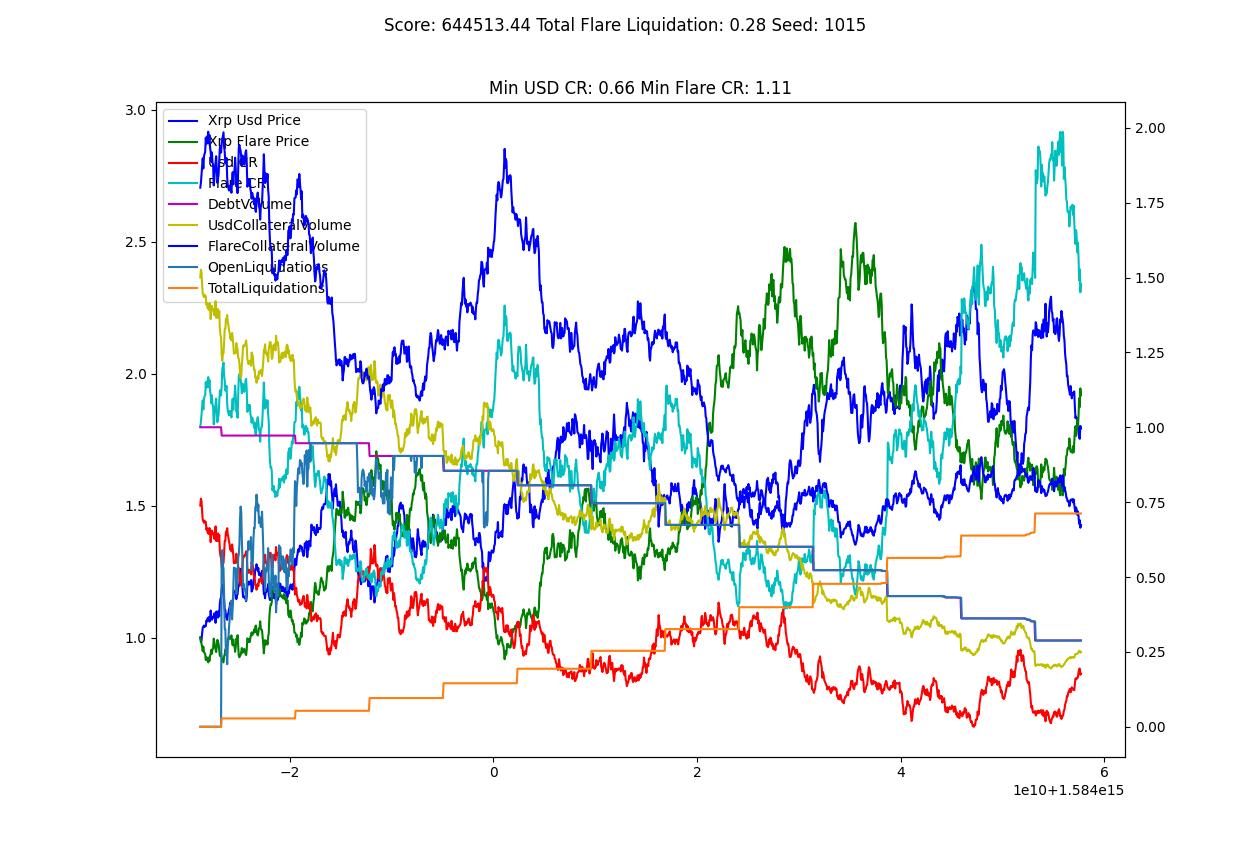 Score: 644513.44 Total Flare Liquidation: 0.28 Seed: 1015
Min USD CR: 0.66 Min Flare CR: 1.11
Xrp Usd Price
Xrp Flare Price
Usd CR
Flare CR
DebtVolume
UsdCollateralVolume
FlareCollateralVolume
OpenLiquidations
TotalLiquidations
3.0
2.5
2.0
1.5
1.0
2.00
1.75
1.50
1.25
1.00
0.75
0.50
0.25
0.00
−2 0 2 4 6
1e10+1.584e15